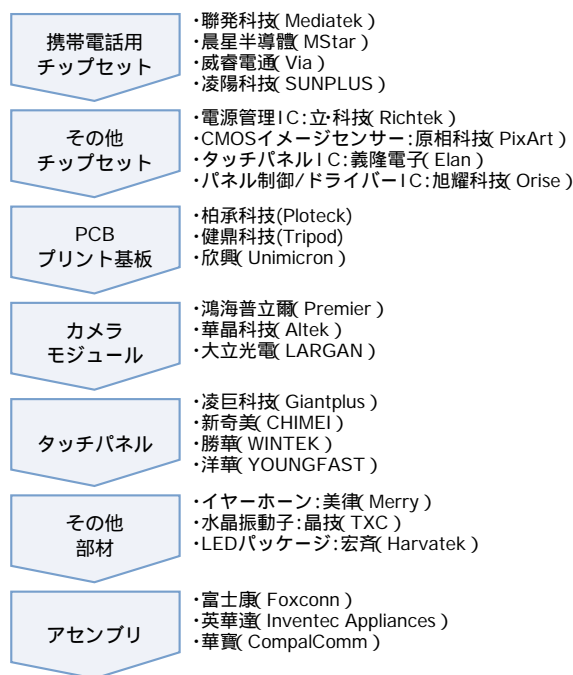 携帯電話用
チップセット
・聯發科技(Mediatek)
・晨星半導體(MStar)
・威睿電通(Via)
・凌陽科技(SUNPLUS)
その他
チップセット
・電源管理IC:立・科技(Richtek)
・CMOSイメージセンサー:原相科技(PixArt)
・タッチパネルIC:義隆電子(Elan)
・パネル制御/ドライバーIC:旭耀科技(Orise)
PCB
プリント基板
・柏承科技(Ploteck)
・健鼎科技(Tripod)
・欣興(Unimicron)
カメラ
モジュール
・鴻海普立爾(Premier)
・華晶科技(Altek)
・大立光電(LARGAN)
タッチパネル
・凌巨科技(Giantplus)
・新奇美(CHIMEI)
・勝華(WINTEK)
・洋華(YOUNGFAST)
その他
部材
・イヤーホーン:美律(Merry)
・水晶振動子:晶技(TXC)
・LEDパッケージ:宏斉(Harvatek)
アセンブリ
・富士康(Foxconn)
・英華達(Inventec Appliances)
・華寶(CompalComm)